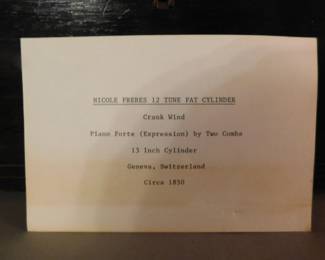 NICOLE FRERES 12 TUNE FAT CYLINDER
Crank Wind
Piano Forte (Expression) by Two Combs
13 Inch Cylinder
Geneva, Switzerland
Circa 1850